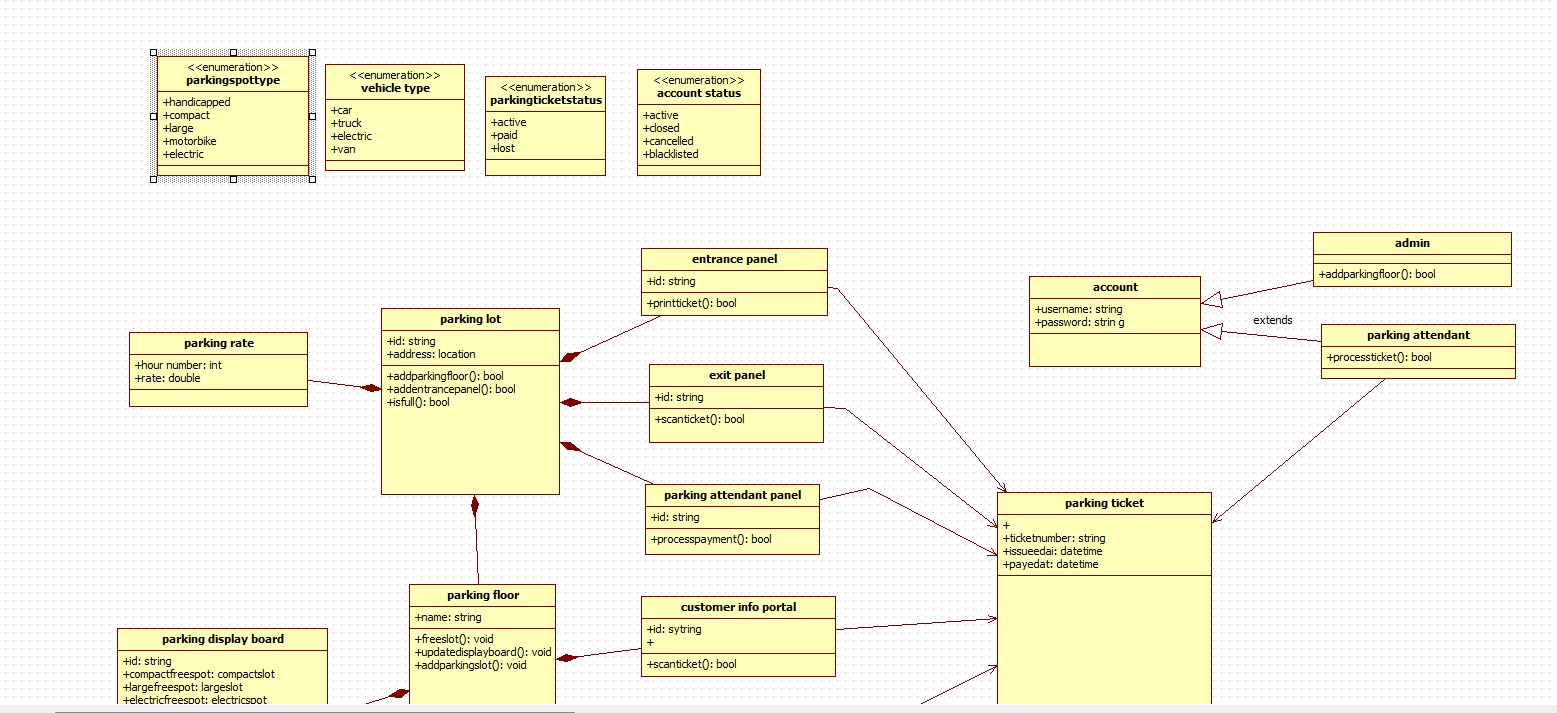 <<enumeration>>
parkingspottype
+handicapped
+compact
+large
+motorbike
+electric
<<enumeration>>
vehicle type
+car
+truck
+electric
+van
<<enumeration>>
parkingticketstatus
+active
+paid
+lost
<<enumeration>>
account status
+active
+closed
+cancelled
+blacklisted
admin
+addparkingfloor(): bool
entrance panel
+id: string
+printticket(): bool
account
+username: string
+password: strin g
extends
parking attendant
+processticket(): bool
parking lot
+id: string
+address: location
+addparkingfloor(): bool
+addentrancepanel(): bool
+isfull(): bool
parking rate
+hour number: int
+rate: double
exit panel
+id: string
+scanticket(): bool
parking attendant panel
+id: string
+processpayment(): bool
parking ticket
+
+ticketnumber: string
+issueedai: datetime
+payedat: datetime
parking floor
+name: string
+freeslot(): void
+updatedisplayboard(): void
+addparkingslot(): void
customer info portal
+id: sytring
+
+scanticket(): bool
parking display board
+id: string
+compactfreespot: compactslot
+largefreespot: largeslot
+electricfreespot: electricspot